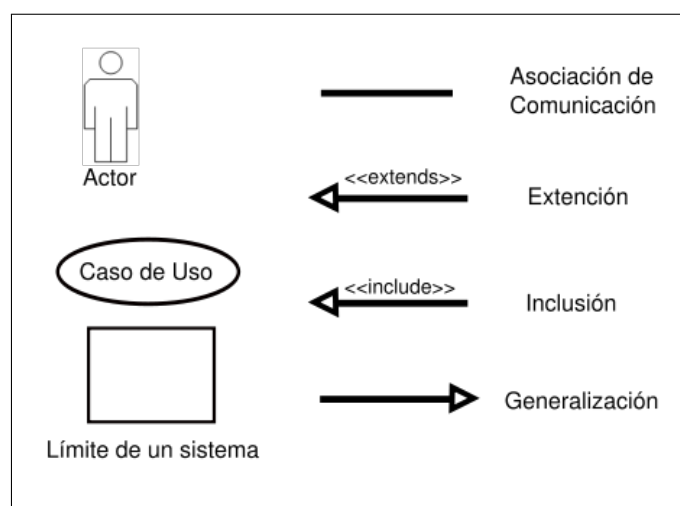 Actor
Asociación de
Comunicación
<<extends>>
Extención
Caso de Uso
<<include>>
Inclusión
Generalización
Límite de un sistema